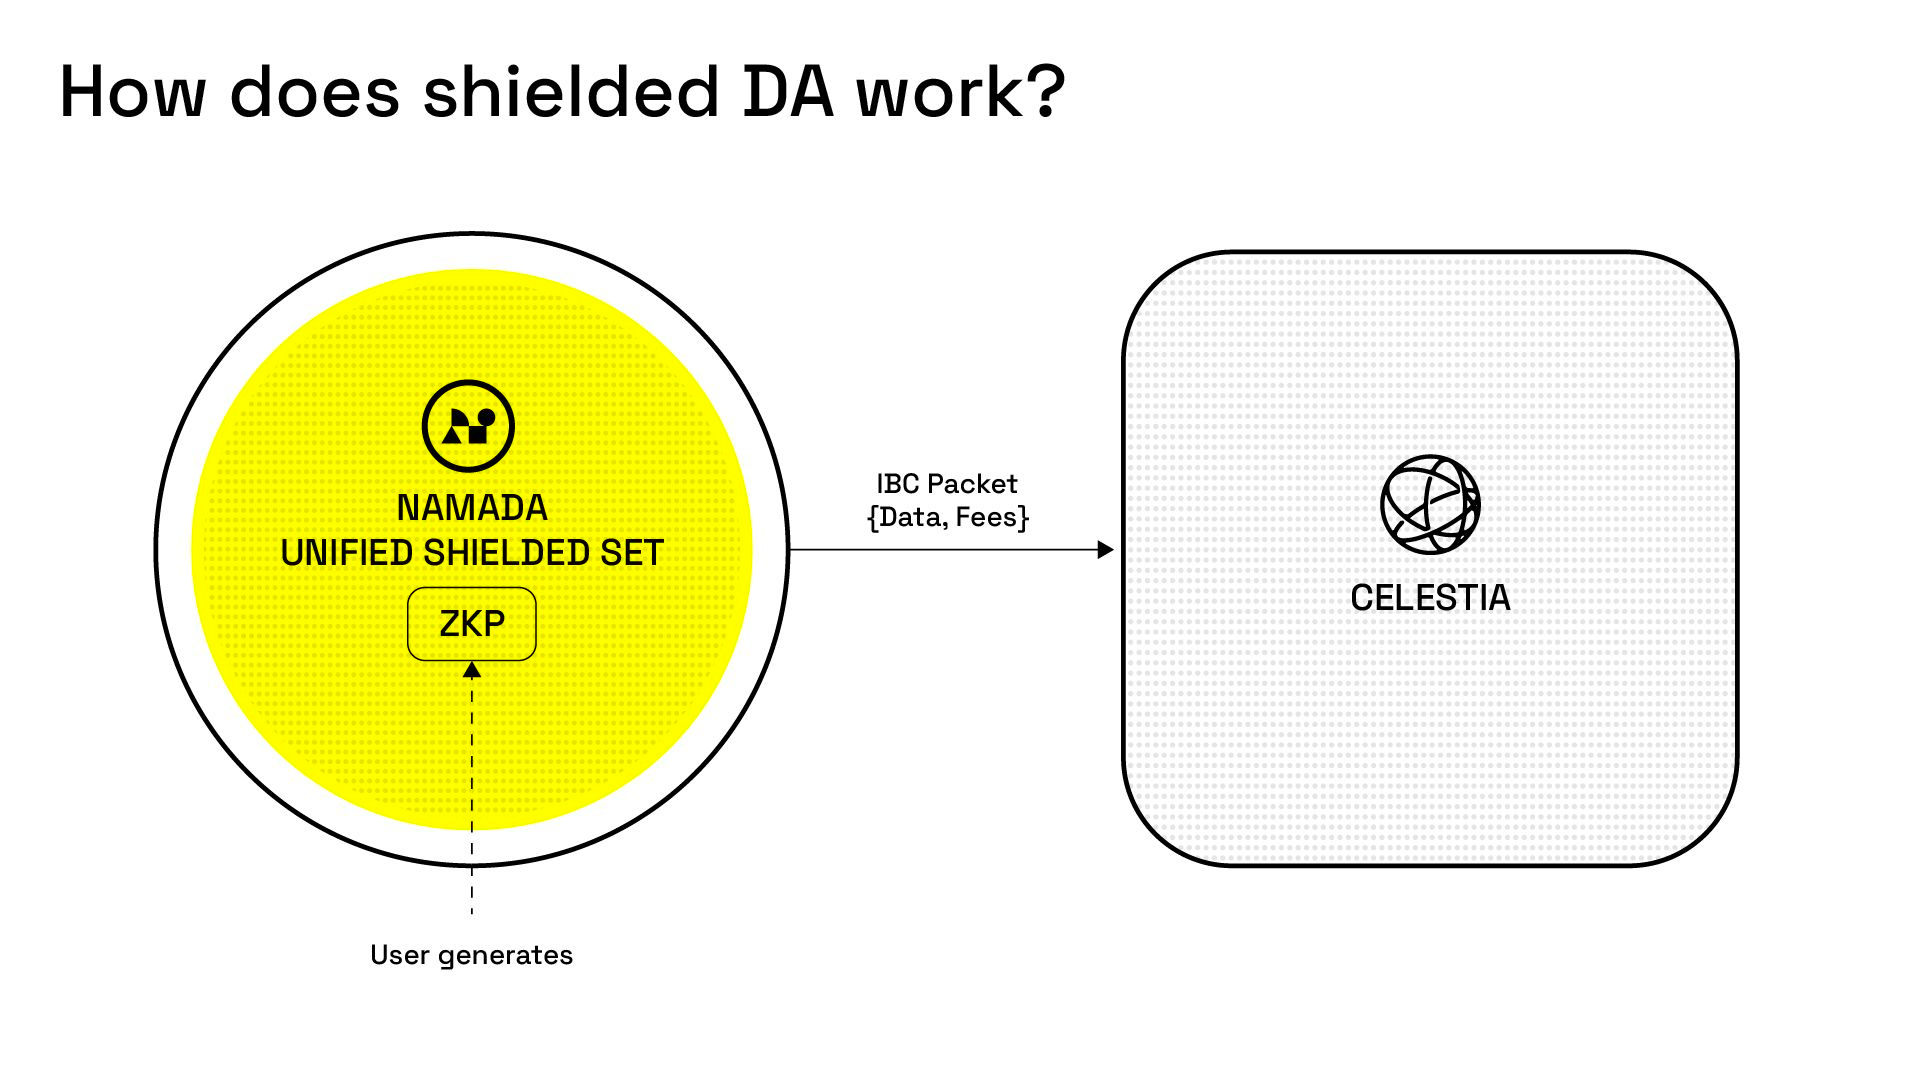 How does shielded DA work?
NAMADA
UNIFIED SHIELDED SET
ZKP
User generates
IBC Packet
{Data, Fees}
CELESTIA